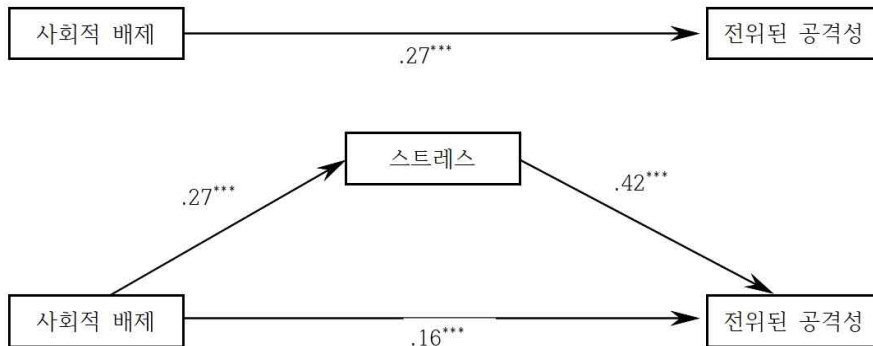 사회적 배제
전위된 공격성
.27***
스트레스
.27***
.42***
사회적 배제
전위된 공격성
.16***